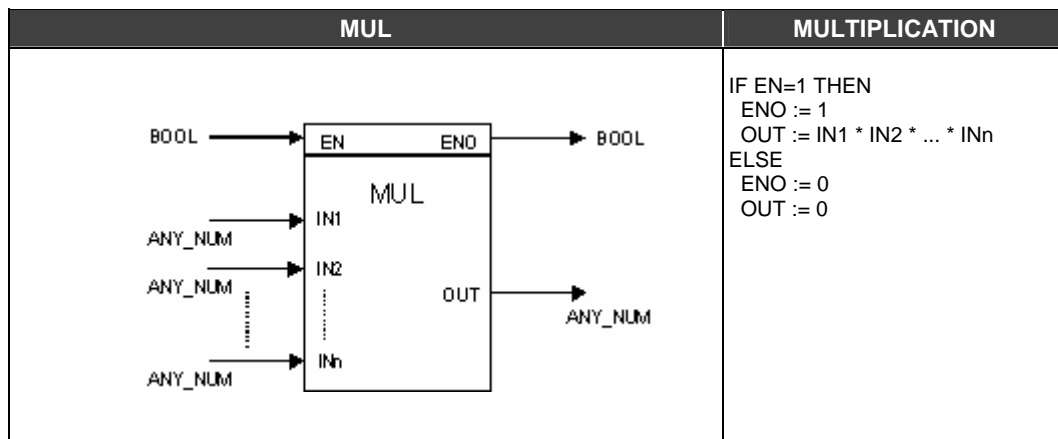 MUL
MULTIPLICATION
BOOL
EN
ENO
BOOL
MUL
IN1
ANY_NUM
IN2
ANY_NUM
OUT
ANY_NUM
INn
ANY_NUM
IF EN=1 THEN
ENO := 1
OUT := IN1 * IN2 * ... * INn
ELSE
ENO := 0
OUT := 0